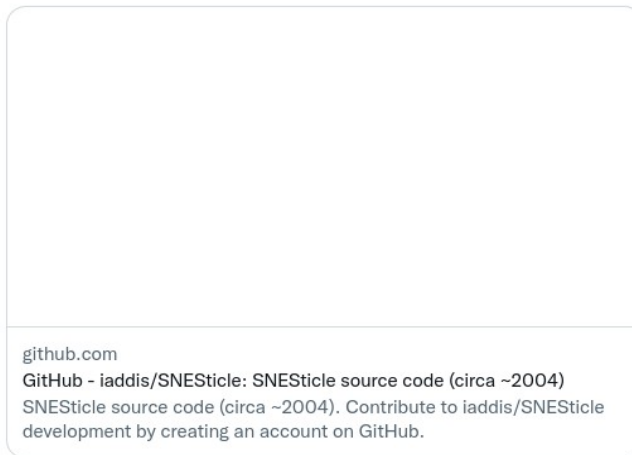 github.com
GitHub - iaddis/SNESticle: SNESticle source code (circa ~2004)
SNESticle source code (circa ~2004). Contribute to iaddis/SNESticle
development by creating an account on GitHub.